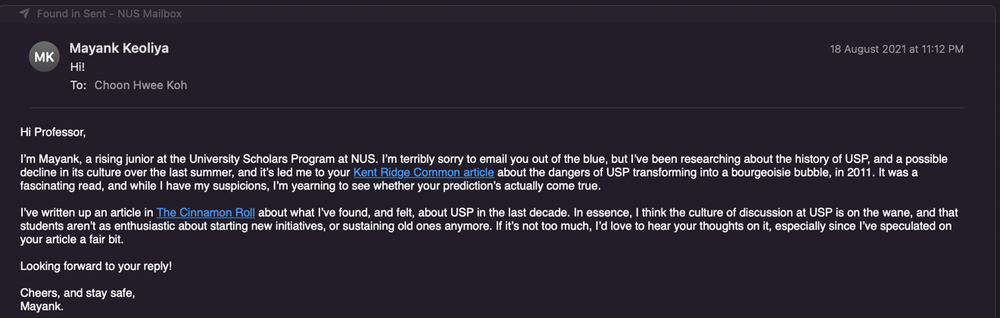 Found in Sent - NUS Mailbox
MK
Mayank Keoliya
18 August 2021 at 11:12 PM
Hi!
To: Choon Hwee Koh
Hi Professor,
I'm Mayank, a rising junior at the University Scholars Program at NUS. I'm terribly sorry to email you out of the blue, but I've been researching about the history of USP, and a possible
decline in its culture over the last summer, and it's led me to your Kent Ridge Common article about the dangers of USP transforming into a bourgeoisie bubble, in 2011. It was a
fascinating read, and while I have my suspicions, I'm yearning to see whether your prediction's actually come true.
I've written up an article in The Cinnamon Roll about what I've found, and felt, about USP in the last decade. In essence, I think the culture of discussion at USP is on the wane, and that
students aren't as enthusiastic about starting new initiatives, or sustaining old ones anymore. If it's not too much, I'd love to hear your thoughts on it, especially since I've speculated on
your article a fair bit.
Looking forward to your reply!
Cheers, and stay safe,
Mayank.